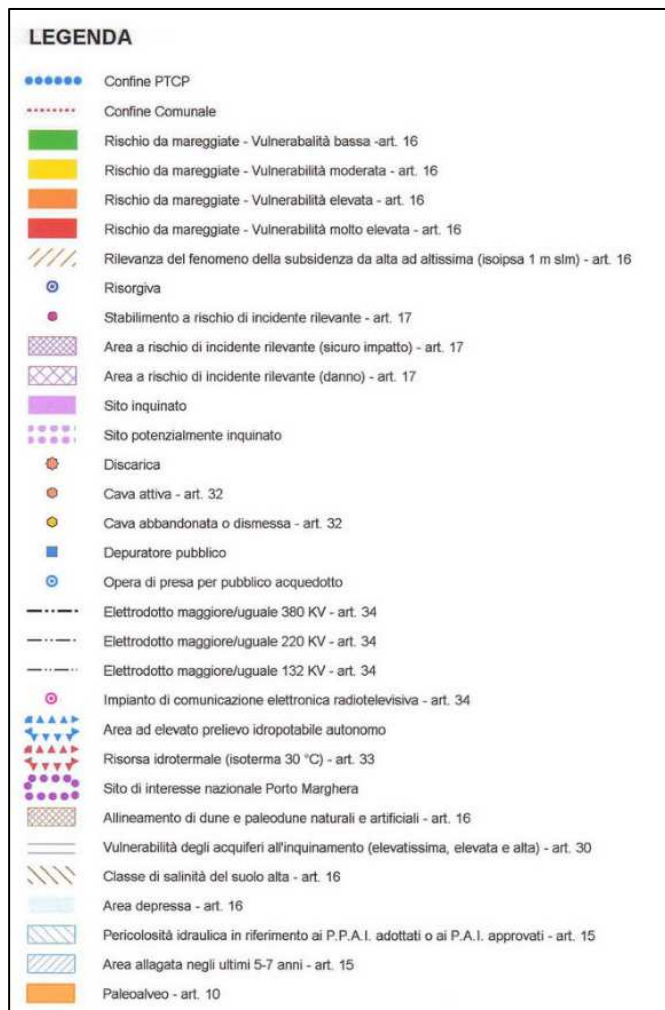 LEGENDA
Confine PTCP
Confine Comunale
Rischio da mareggiate - Vulnerabalità bassa -art. 16
Rischio da mareggiate - Vulnerabilità moderata - art. 16
Rischio da mareggiate - Vulnerabilità elevata - art. 16
Rischio da mareggiate - Vulnerabilità molto elevata - art. 16
Rilevanza del fenomeno della subsidenza da alta ad altissima (isoipsa 1 m slm) - art. 16
Risorgiva
Stabilimento a rischio di incidente rilevante - art. 17
Area a rischio di incidente rilevante (sicuro impatto) - art. 17
Area a rischio di incidente rilevante (danno) - art. 17
Sito inquinato
Sito potenzialmente inquinato
Discarica
Cava attiva - art. 32
Cava abbandonata o dismessa - art. 32
Depuratore pubblico
Opera di presa per pubblico acquedotto
Elettrodotto maggiore/uguale 380 KV - art. 34
Elettrodotto maggiore/uguale 220 KV - art. 34
Elettrodotto maggiore/uguale 132 KV - art. 34
Impianto di comunicazione elettronica radiotelevisiva - art. 34
Area ad elevato prelievo idropotabile autonomo
Risorsa idrotermale (isoterma 30 °C) - art. 33
Sito di interesse nazionale Porto Marghera
Allineamento di dune e paleodune naturali e artificiali - art. 16
Vulnerabilità degli acquiferi all'inquinamento (elevatissima, elevata e alta) - art. 30
Classe di salinità del suolo alta - art. 16
Area depressa - art. 16
Pericolosità idraulica in riferimento ai P.P.A.I. adottati o ai P.A.I. approvati - art. 15
Area allagata negli ultimi 5-7 anni - art. 15
Paleoalveo - art. 10